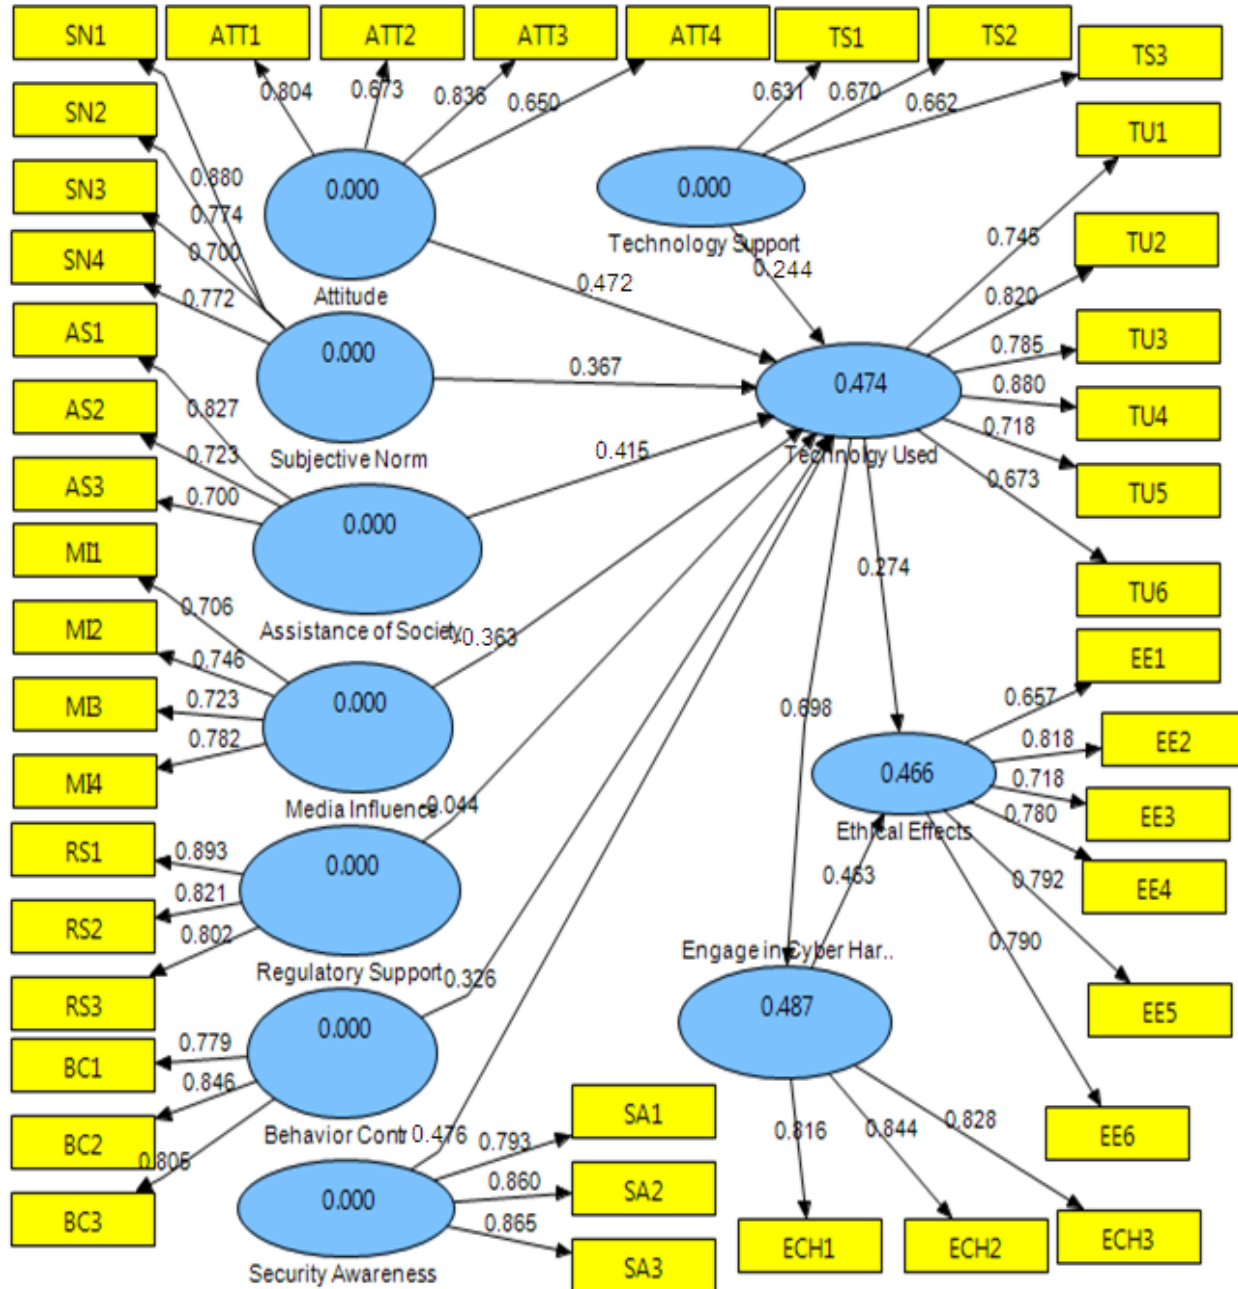 SN1 ATT1 ATT2 ATT3 ATT4 TS1 TS2 TS3
0.804 0.673 0.836 0.650 0.631 0.670 0.662
SN2
TU1
SN3
0.880
0.774
0.700
0.000
Attitude
0.000
Technology Support
0.244
0.745
TU2
SN4
0.772
0.472
0.820
AS1
0.000
Subjective Norm
0.367
0.474
Technolgy Used
0.785
TU3
0.880
TU4
AS2
0.827
0.723
0.415
0.718
TU5
AS3
0.700
0.000
Assistance of Society
-0.363
0.673
TU6
MI1
0.706
0.274
MI2
0.746
EE1
0.657
MI3
0.723
0.000
Media Influence
-0.044
0.698
0.818
EE2
MI4
0.782
0.466
Ethical Effects
0.718
EE3
0.780
EE4
RS1
0.893
0.000
Regulatory Support
0.326
0.463
0.792
RS2
0.821
0.790
RS3
0.802
Engage in Cyber Har..
0.487
EE5
BC1
0.779
0.000
Behavior Contr
0.476
BC2
0.846
SA1
0.793
0.816
0.844
0.828
EE6
BC3
0.805
0.000
Security Awareness
0.860
SA2
0.865
SA3
ECH1 ECH2 ECH3